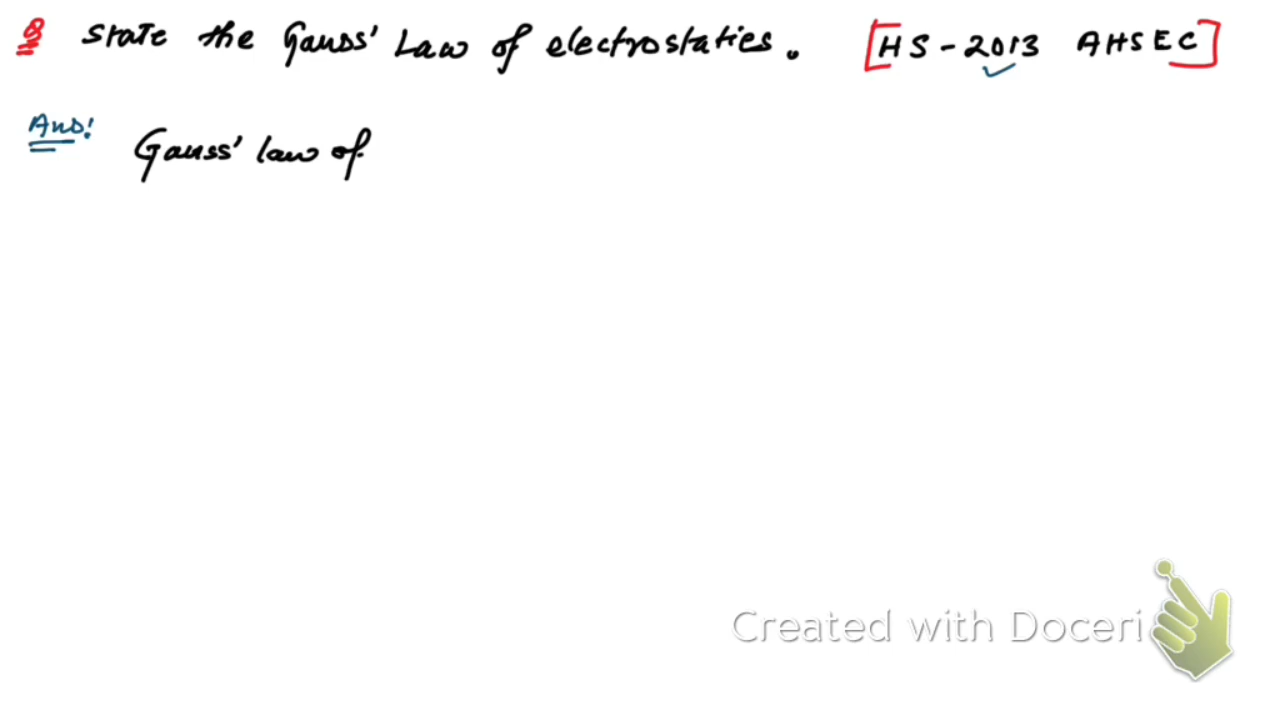 Q State the Gauss' Law of electrostatics. [HS-2013 AHSEC]
Ans: Gauss' law of
Created with Doceri